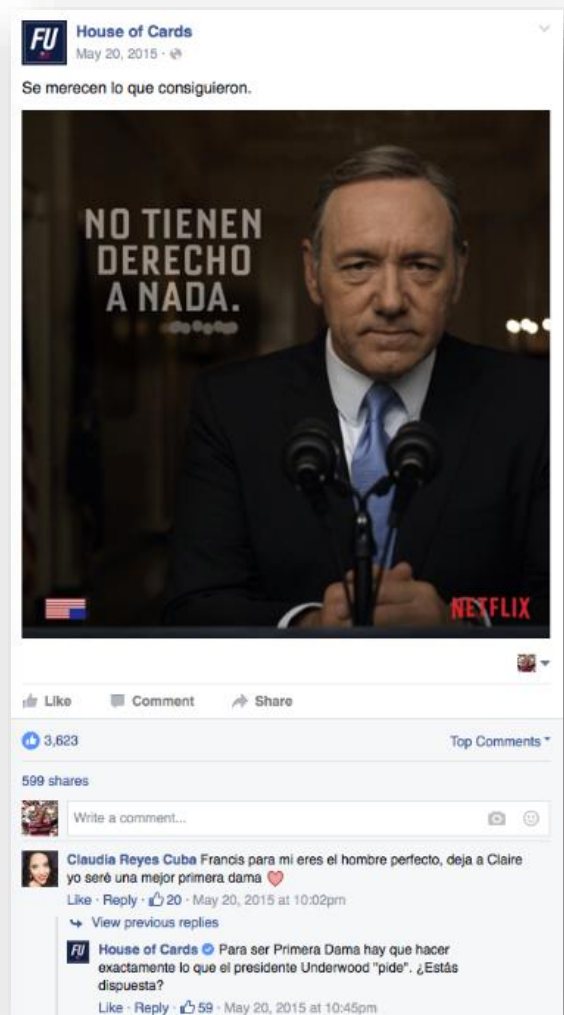 FU
House of Cards
May 20, 2015 ·
Se merecen lo que consiguieron.
NO TIENEN
DERECHO
A NADA.
NETFLIX
Like Comment Share
3,623
Top Comments
599 shares
Write a comment...
Claudia Reyes Cuba Francis para mi eres el hombre perfecto, deja a Claire
yo seré una mejor primera dama
Like · Reply · 20 · May 20, 2015 at 10:02pm
View previous replies
FU
House of Cards Para ser Primera Dama hay que hacer
exactamente lo que el presidente Underwood "pide". ¿Estás
dispuesta?
Like · Reply · 59 · May 20, 2015 at 10:45pm